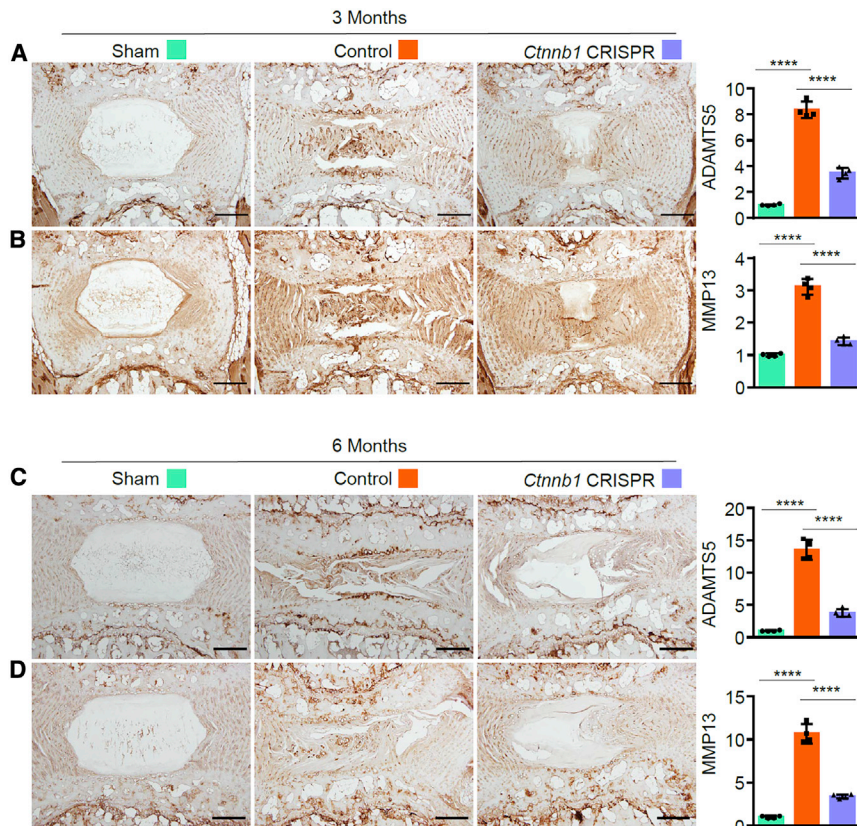 3 Months
A
Sham
Control
Ctnnb1 CRISPR
****
****
ADAMTS5
10
8
6
4
2
0
B
****
****
MMP13
4
3
2
1
0
6 Months
C
Sham
Control
Ctnnb1 CRISPR
****
****
ADAMTS5
20
15
10
5
0
D
****
****
MMP13
15
10
5
0